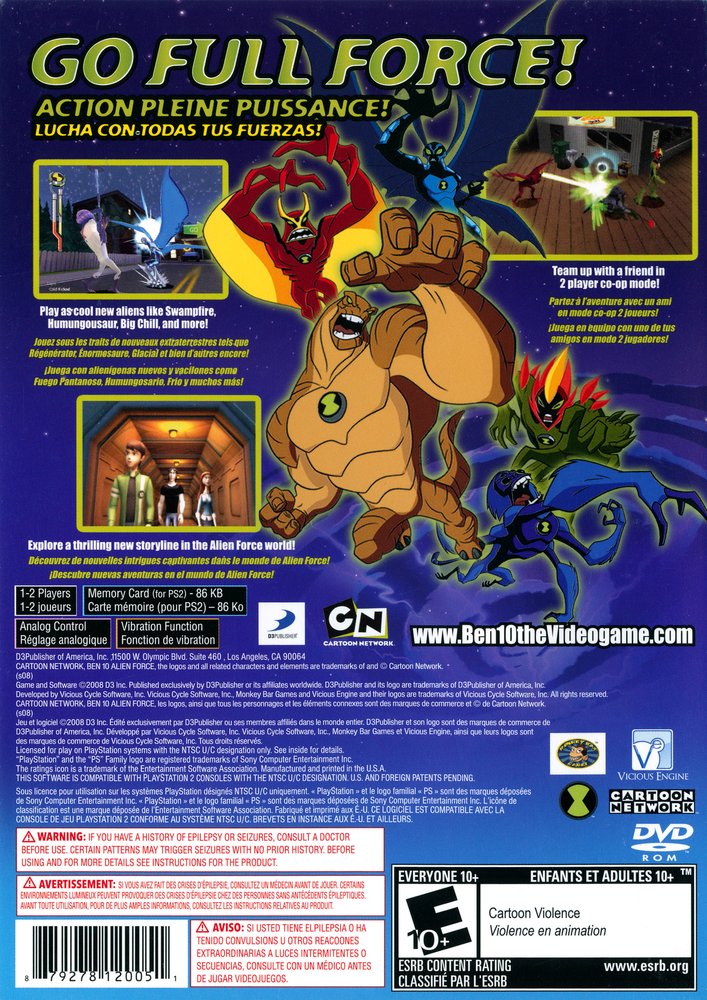 GO FULL FORCE!
ACTION PLEINE PUISSANCE!
LUCHA CON TODAS TUS FUERZAS!
GO
Play as cool new aliens like Swampfire,
Humungousaur, Big Chill, and more!
Jouez sous les traits de nouveaux extraterrestres tels que
Régénérator, Énormosaure, Glacial et bien d'autres encore!
¡Juega con alienígenas nuevos y vacilones como
Fuego Pantanoso, Humungosario, Frío y muchos más!
Team up with a friend in
2 player co-op mode!
Partez à l'aventure avec un ami
en mode co-op 2 joueurs!
¡Juega en equipo con uno de tus
amigos en modo 2 jugadores!
Explore a thrilling new storyline in the Alien Force world!
Découvrez de nouvelles intrigues captivantes dans le monde de Alien Force!
¡Descubre nuevas aventuras en el mundo de Alien Force!
1-2 Players
1-2 joueurs
Memory Card (for PS2) - 86 KB
Carte mémoire (pour PS2) – 86 Ko
Analog Control
Réglage analogique
Vibration Function
Fonction de vibration
D3PUBLISHER
CN
CARTOON NETWORK
www.Ben10theVideogame.com
D3Publisher of America, Inc. ,11500 W. Olympic Blvd. Suite 460 , Los Angeles, CA 90064
CARTOON NETWORK, BEN 10 ALIEN FORCE, the logos and all related characters and elements are trademarks of and © Cartoon Network.
(s08)
Game and Software ©2008 D3 Inc. Published exclusively by D3Publisher or its affiliates worldwide. D3Publisher and its logo are trademarks of D3Publisher of America, Inc.
Developed by Vicious Cycle Software, Inc., Vicious Cycle Software, Inc., Monkey Bar Games and Vicious Engine and their logos are trademarks of Vicious Cycle Software, Inc. All rights reserved.
CARTOON NETWORK, BEN 10 ALIEN FORCE, les logos, ainsi que tous les personnages et les éléments connexes sont des marques de commerce et © de Cartoon Network.
(s08)
Jeu et logiciel ©2008 D3 Inc. Édité exclusivement par D3Publisher ou ses membres affiliés dans le monde entier. D3Publisher et son logo sont des marques de commerce de
D3Publisher of America, Inc. Développé par Vicious Cycle Software, Inc. Vicious Cycle Software, Inc., Monkey Bar Games et Vicious Engine, ainsi que leurs logos sont
des marques de commerce de Vicious Cycle Software, Inc. Tous droits réservés.
Licensed for play on PlayStation systems with the NTSC U/C designation only. See inside for details.
"PlayStation" and the "PS" Family logo are registered trademarks of Sony Computer Entertainment Inc.
The ratings icon is a trademark of the Entertainment Software Association. Manufactured and printed in the U.S.A.
THIS SOFTWARE IS COMPATIBLE WITH PLAYSTATION 2 CONSOLES WITH THE NTSC U/C DESIGNATION. U.S. AND FOREIGN PATENTS PENDING.
Sous licence pour utilisation sur les systèmes PlayStation désignés NTSC U/C uniquement. « PlayStation » et le logo familial « PS » sont des marques déposées
de Sony Computer Entertainment Inc. « PlayStation » et le logo familial « PS » sont des marques déposées de Sony Computer Entertainment Inc. L'icône de
classification est une marque déposée de l'Entertainment Software Association. Fabriqué et imprimé aux É.-U. CE LOGICIEL EST COMPATIBLE AVEC LA
CONSOLE DE JEU PLAYSTATION 2 CONFORME AU SYSTÈME NTSC U/C. BREVETS EN INSTANCE AUX É.-U. ET AILLEURS.
VICIOUS ENGINE
CARTOON
NETWORK
DVD
ROM
WARNING: IF YOU HAVE A HISTORY OF EPILEPSY OR SEIZURES, CONSULT A DOCTOR
BEFORE USE. CERTAIN PATTERNS MAY TRIGGER SEIZURES WITH NO PRIOR HISTORY. BEFORE
USING AND FOR MORE DETAILS SEE INSTRUCTIONS FOR THE PRODUCT.
AVERTISSEMENT: SI VOUS AVEZ FAIT DES CRISES D'ÉPILEPSIE, CONSULTEZ UN MÉDECIN AVANT DE JOUER. CERTAINS
ENVIRONNEMENTS LUMINEUX PEUVENT PROVOQUER DES CRISES D'ÉPILEPSIE CHEZ DES PERSONNES SANS ANTÉCÉDENTS ÉPILEPTIQUES.
AVANT TOUTE UTILISATION, POUR DE PLUS AMPLES INFORMATIONS, CONSULTEZ LES INSTRUCTIONS RELATIVES AU PRODUIT.
AVISO: SI USTED TIENE ELPILEPSIA O HA
TENIDO CONVULSIONS U OTROS REACCIONES
EXTRAORDINARIAS A LUCES INTERMITENTES O
SECUENCIAS, CONSULTE CON UN MÉDICO ANTES
DE JUGAR VIDEOJUEGOS.
8 79278 12005 1
EVERYONE 10+ ENFANTS ET ADULTES 10+ ™
E
10+
Cartoon Violence
Violence en animation
ESRB CONTENT RATING www.esrb.org
CLASSIFIÉ PAR L'ESRB